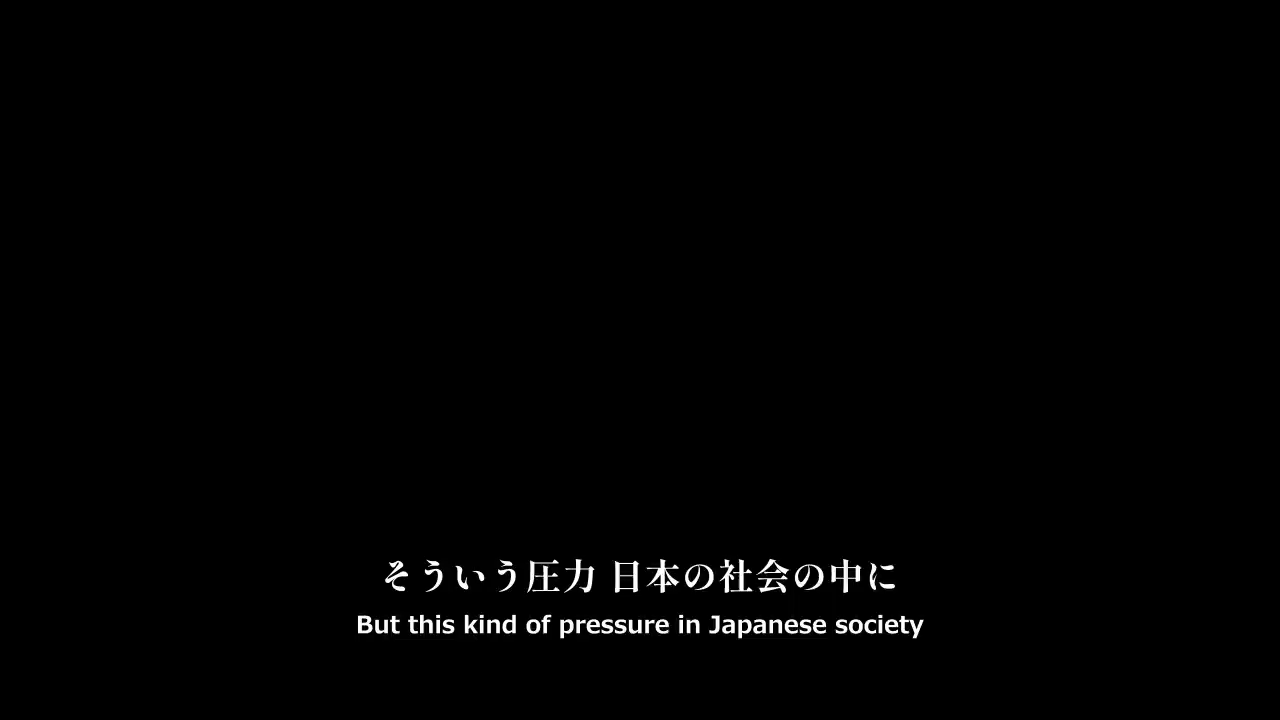 そういう圧力 日本の社会の中に
But this kind of pressure in Japanese society